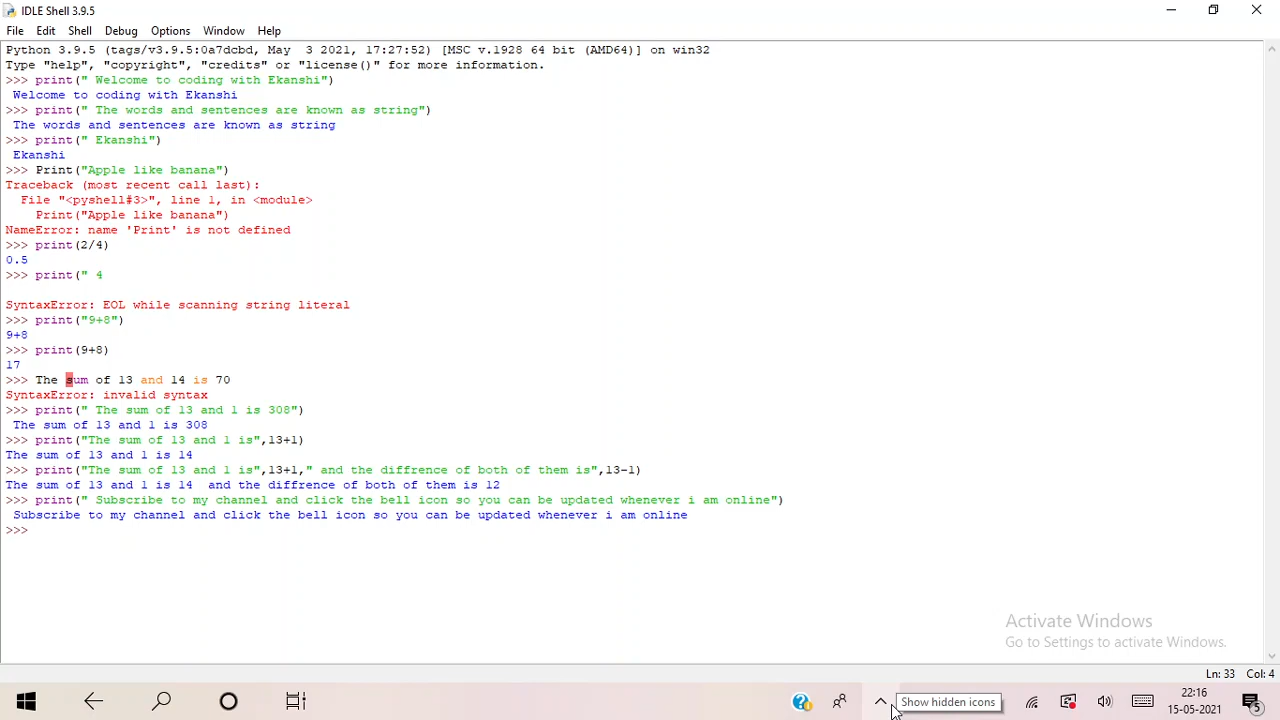 IDLE Shell 3.9.5
File Edit Shell Debug Options Window Help
Python 3.9.5 (tags/v3.9.5:0a7dcbd, May  3 2021, 17:27:52) [MSC v.1928 64 bit (AMD64)] on win32
Type "help", "copyright", "credits" or "license()" for more information.
>>> print(" Welcome to coding with Ekanshi")
 Welcome to coding with Ekanshi
>>> print(" The words and sentences are known as string")
 The words and sentences are known as string
>>> print(" Ekanshi")
 Ekanshi
>>> Print("Apple like banana")
Traceback (most recent call last):
  File "<pyshell#3>", line 1, in <module>
    Print("Apple like banana")
NameError: name 'Print' is not defined
>>> print(2/4)
0.5
>>> print(" 4
SyntaxError: EOL while scanning string literal
>>> print("9+8")
9+8
>>> print(9+8)
17
>>> The sum of 13 and 14 is 70
SyntaxError: invalid syntax
>>> print(" The sum of 13 and 1 is 308")
 The sum of 13 and 1 is 308
>>> print("The sum of 13 and 1 is",13+1)
The sum of 13 and 1 is 14
>>> print("The sum of 13 and 1 is",13+1," and the diffrence of both of them is",13-1)
The sum of 13 and 1 is 14  and the diffrence of both of them is 12
>>> print(" Subscribe to my channel and click the bell icon so you can be updated whenever i am online")
 Subscribe to my channel and click the bell icon so you can be updated whenever i am online
>>>
Activate Windows
Go to Settings to activate Windows.
Ln: 33 Col: 4
Show hidden icons
22:16
15-05-2021
5